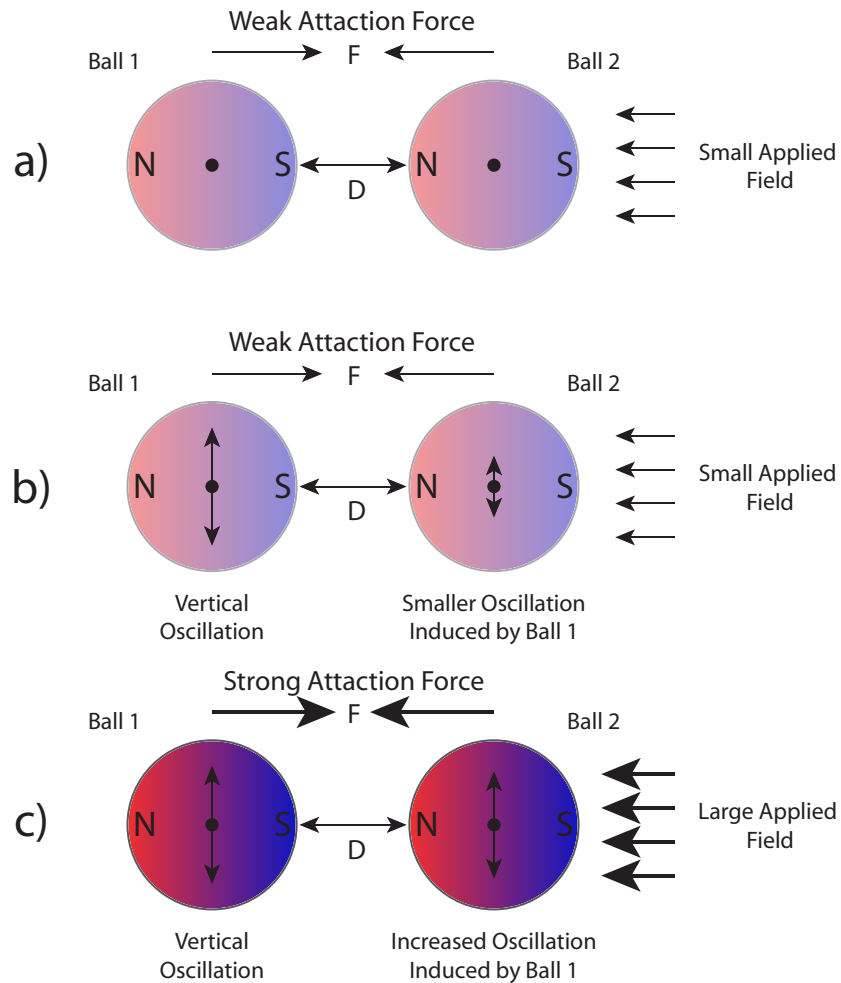 Weak Attaction Force
F
Ball 1
Ball 2
a)
N
S
D
N
S
Small Applied
Field
Weak Attaction Force
F
Ball 1
Ball 2
b)
N
S
D
N
S
Small Applied
Field
Vertical
Oscillation
Smaller Oscillation
Induced by Ball 1
Strong Attaction Force
F
Ball 1
Ball 2
c)
N
S
D
N
S
Large Applied
Field
Vertical
Oscillation
Increased Oscillation
Induced by Ball 1